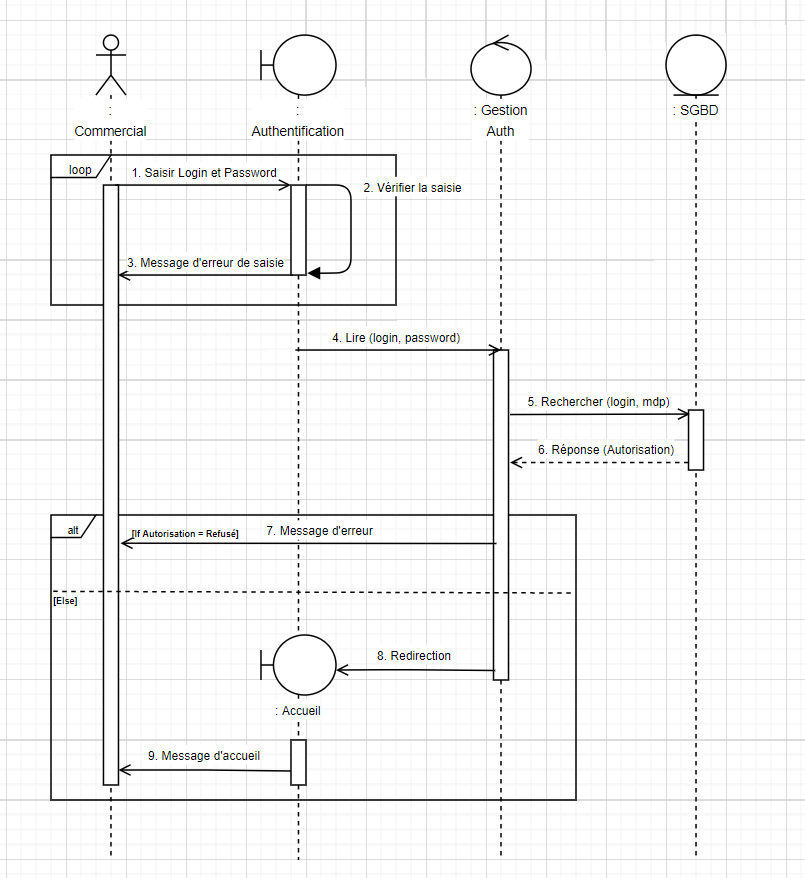 :
Commercial
:
Authentification
: Gestion
Auth
: SGBD
loop
1. Saisir Login et Password
2. Vérifier la saisie
3. Message d'erreur de saisie
4. Lire (login, password)
5. Rechercher (login, mdp)
6. Réponse (Autorisation)
alt
[If Autorisation = Refusé]
7. Message d'erreur
[Else]
8. Redirection
: Accueil
9. Message d'accueil